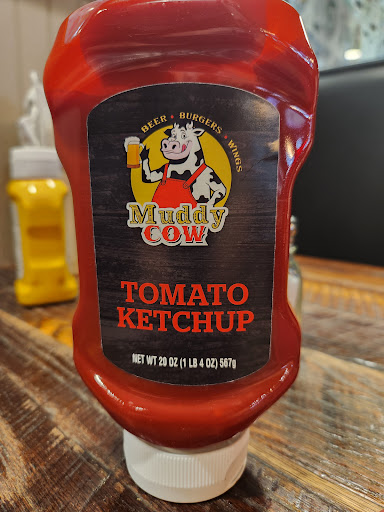 BEER • BURGERS • WINGS
Muddy
COW
TOMATO
KETCHUP
NET WT 20 OZ (1 LB 4 OZ) 567g